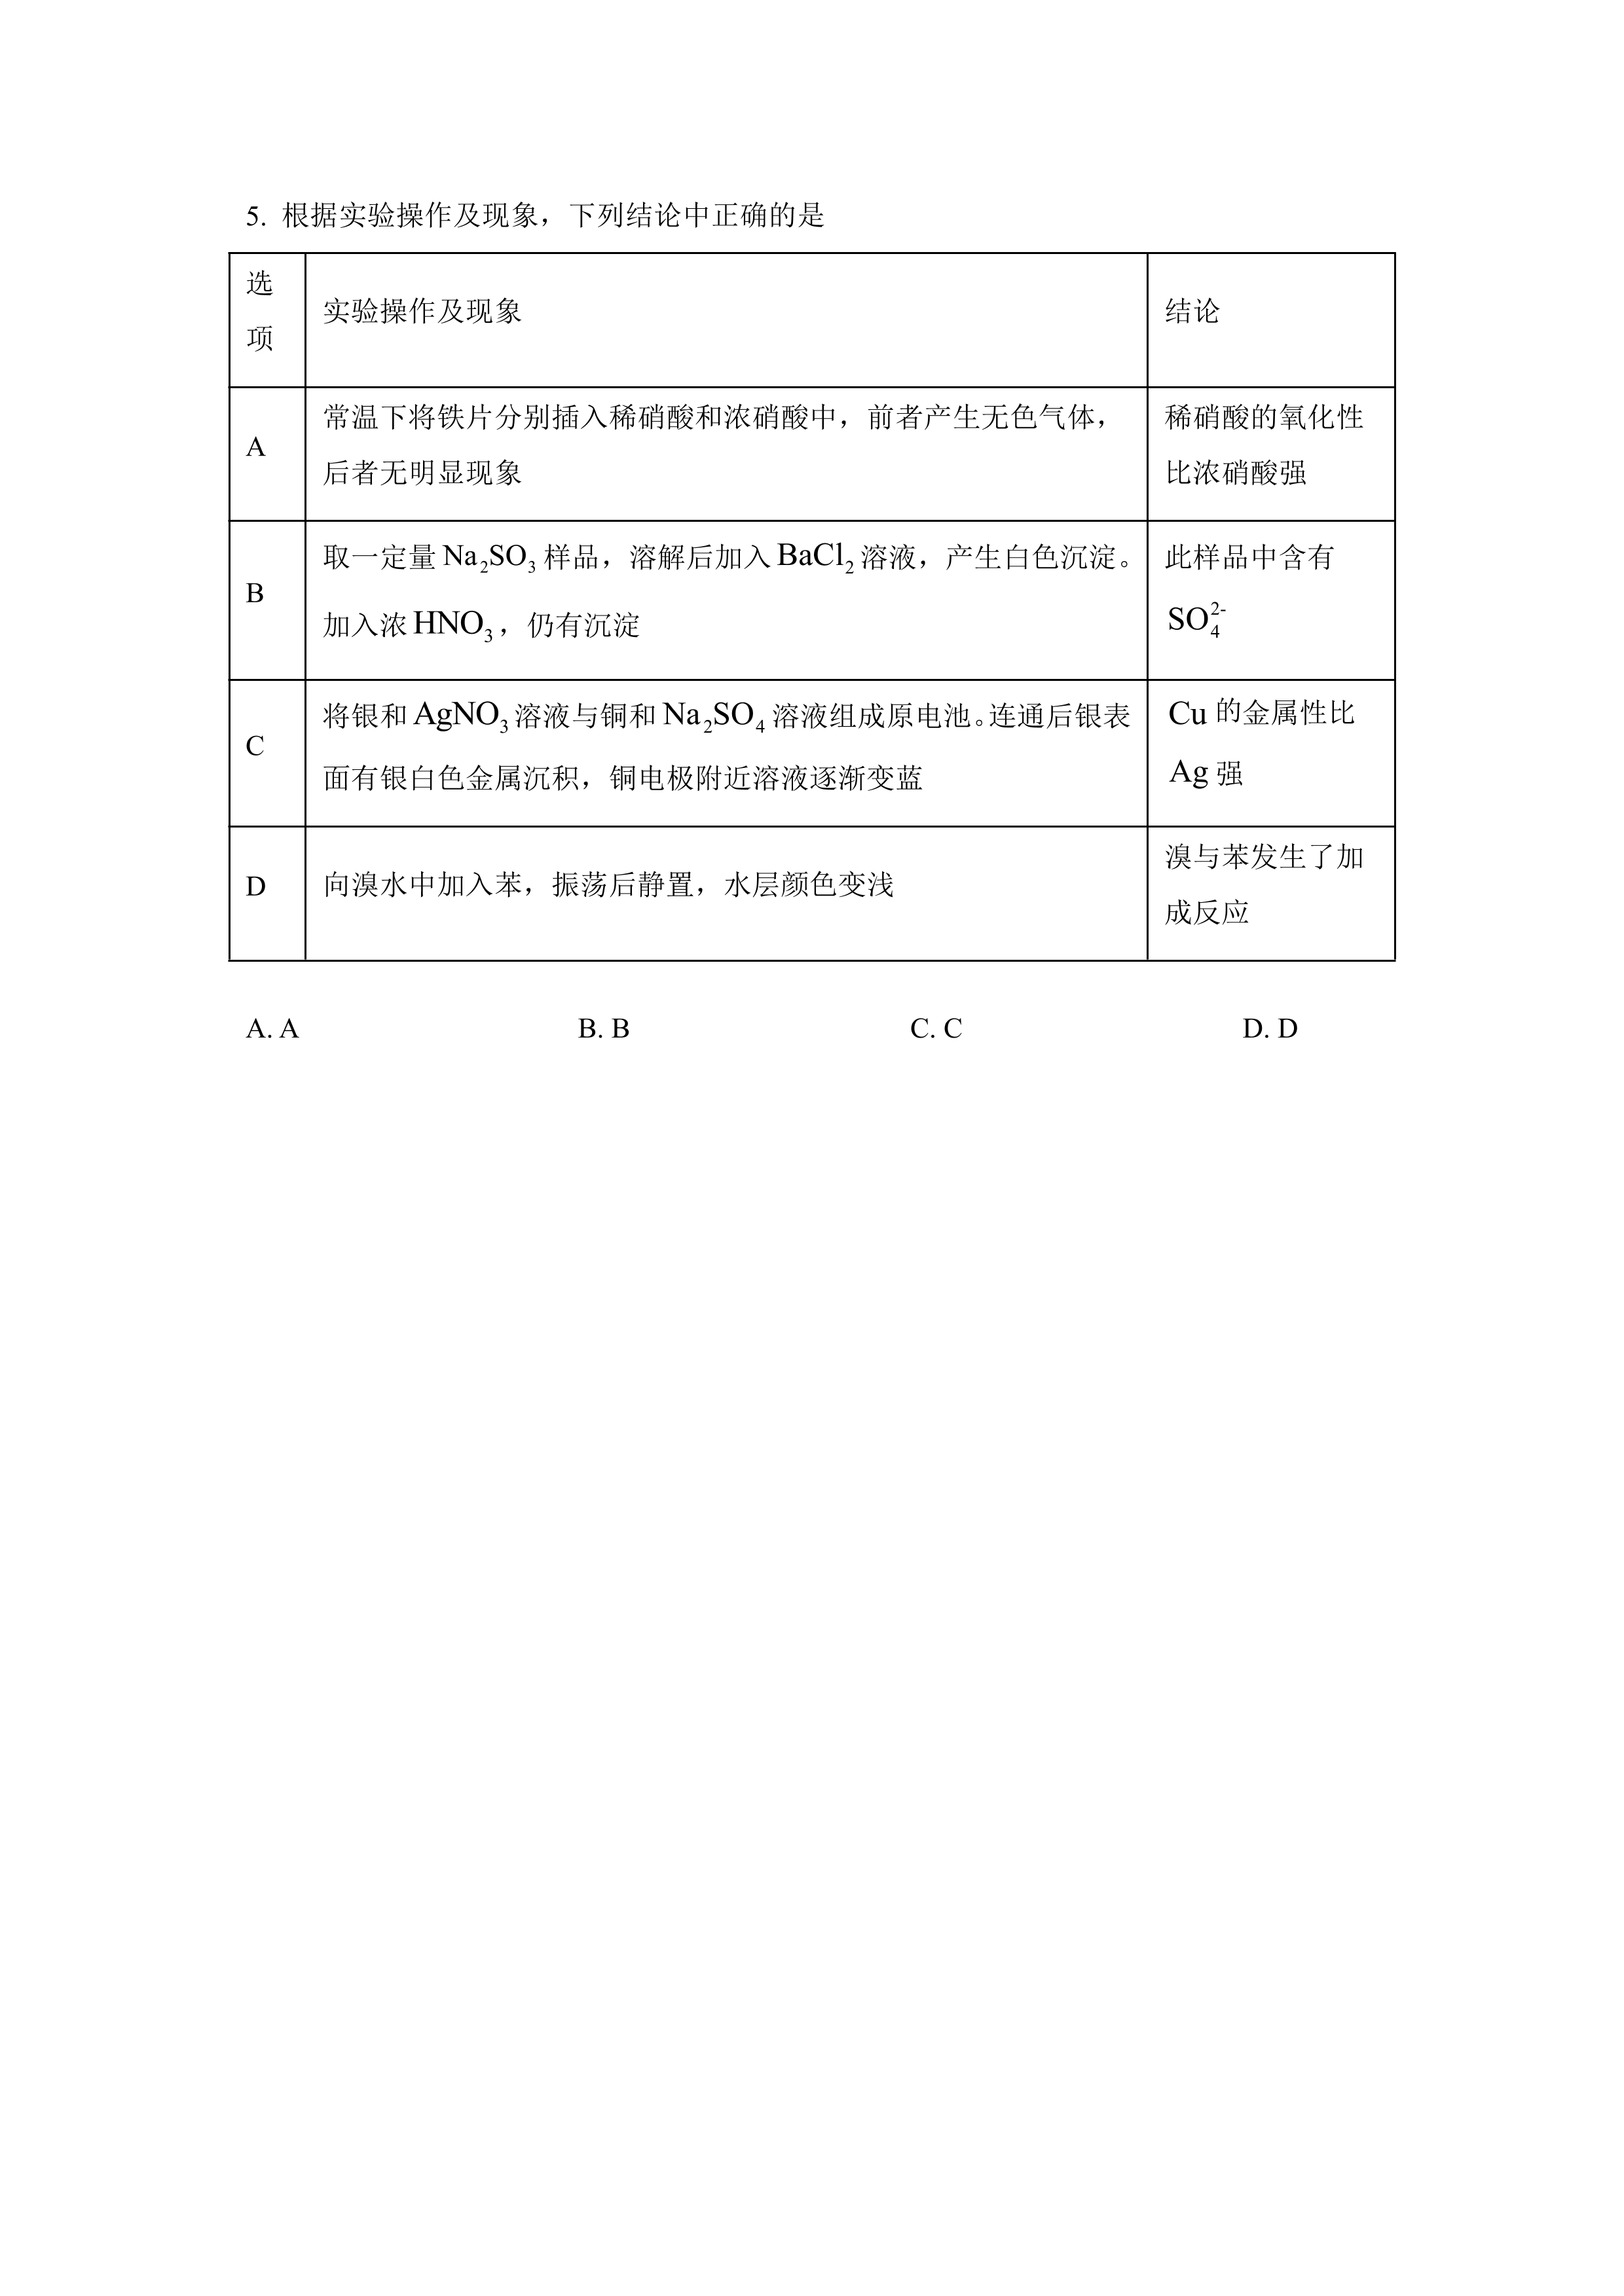 5. 根据实验操作及现象，下列结论中正确的是
选
项
实验操作及现象
结论
A
常温下将铁片分别插入稀硝酸和浓硝酸中，前者产生无色气体，
后者无明显现象
稀硝酸的氧化性
比浓硝酸强
B
取一定量 Na₂SO₃ 样品，溶解后加入 BaCl₂ 溶液，产生白色沉淀。
加入浓 HNO₃，仍有沉淀
此样品中含有
SO₄²⁻
C
将银和 AgNO₃ 溶液与铜和 Na₂SO₄ 溶液组成原电池。连通后银表
面有银白色金属沉积，铜电极附近溶液逐渐变蓝
Cu 的金属性比
Ag 强
D
向溴水中加入苯，振荡后静置，水层颜色变浅
溴与苯发生了加
成反应
A. A B. B C. C D. D